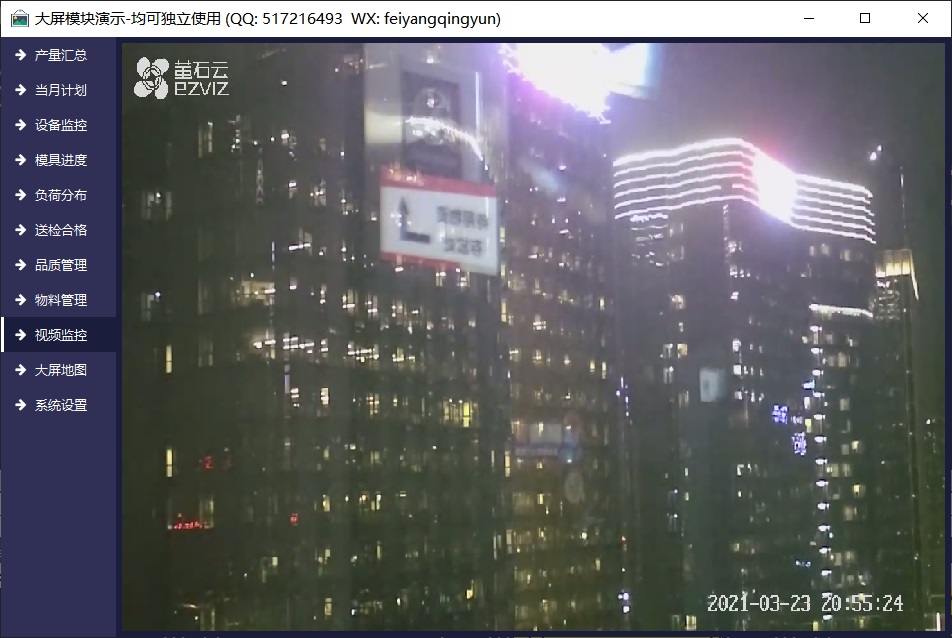 大屏模块演示-均可独立使用 (QQ: 517216493 WX: feiyangqingyun)
产量汇总
当月计划
设备监控
模具进度
负荷分布
送检合格
品质管理
物料管理
视频监控
大屏地图
系统设置
萤石云
ezviz
2021-03-23 20:55:24